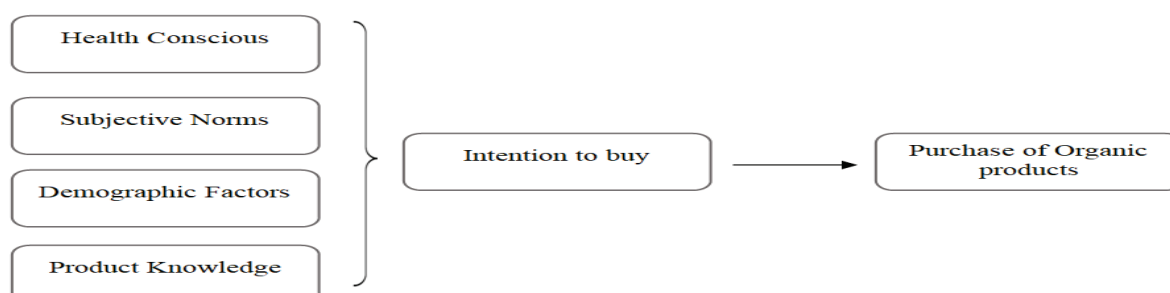 Health Conscious
Subjective Norms
Demographic Factors
Product Knowledge
Intention to buy
Purchase of Organic
products